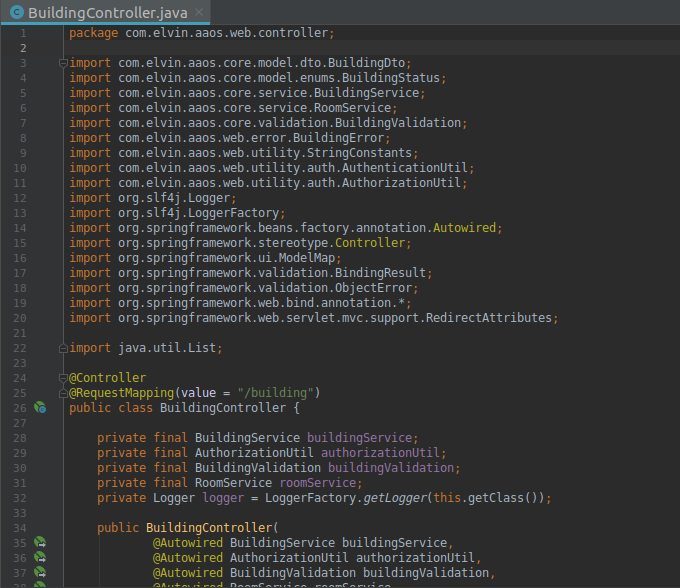 C BuildingController.java ×
1 package com.elvin.aaos.web.controller;
2
3 import com.elvin.aaos.core.model.dto.BuildingDto;
4 import com.elvin.aaos.core.model.enums.BuildingStatus;
5 import com.elvin.aaos.core.service.BuildingService;
6 import com.elvin.aaos.core.service.RoomService;
7 import com.elvin.aaos.core.validation.BuildingValidation;
8 import com.elvin.aaos.web.error.BuildingError;
9 import com.elvin.aaos.web.utility.StringConstants;
10 import com.elvin.aaos.web.utility.auth.AuthenticationUtil;
11 import com.elvin.aaos.web.utility.auth.AuthorizationUtil;
12 import org.slf4j.Logger;
13 import org.slf4j.LoggerFactory;
14 import org.springframework.beans.factory.annotation.Autowired;
15 import org.springframework.stereotype.Controller;
16 import org.springframework.ui.ModelMap;
17 import org.springframework.validation.BindingResult;
18 import org.springframework.validation.ObjectError;
19 import org.springframework.web.bind.annotation.*;
20 import org.springframework.web.servlet.mvc.support.RedirectAttributes;
21
22 import java.util.List;
23
24 @Controller
25 @RequestMapping(value = "/building")
26 public class BuildingController {
27
28 private final BuildingService buildingService;
29 private final AuthorizationUtil authorizationUtil;
30 private final BuildingValidation buildingValidation;
31 private final RoomService roomService;
32 private Logger logger = LoggerFactory.getLogger(this.getClass());
33
34 public BuildingController(
35 @Autowired BuildingService buildingService,
36 @Autowired AuthorizationUtil authorizationUtil,
37 @Autowired BuildingValidation buildingValidation,
38 @Autowired RoomService roomService